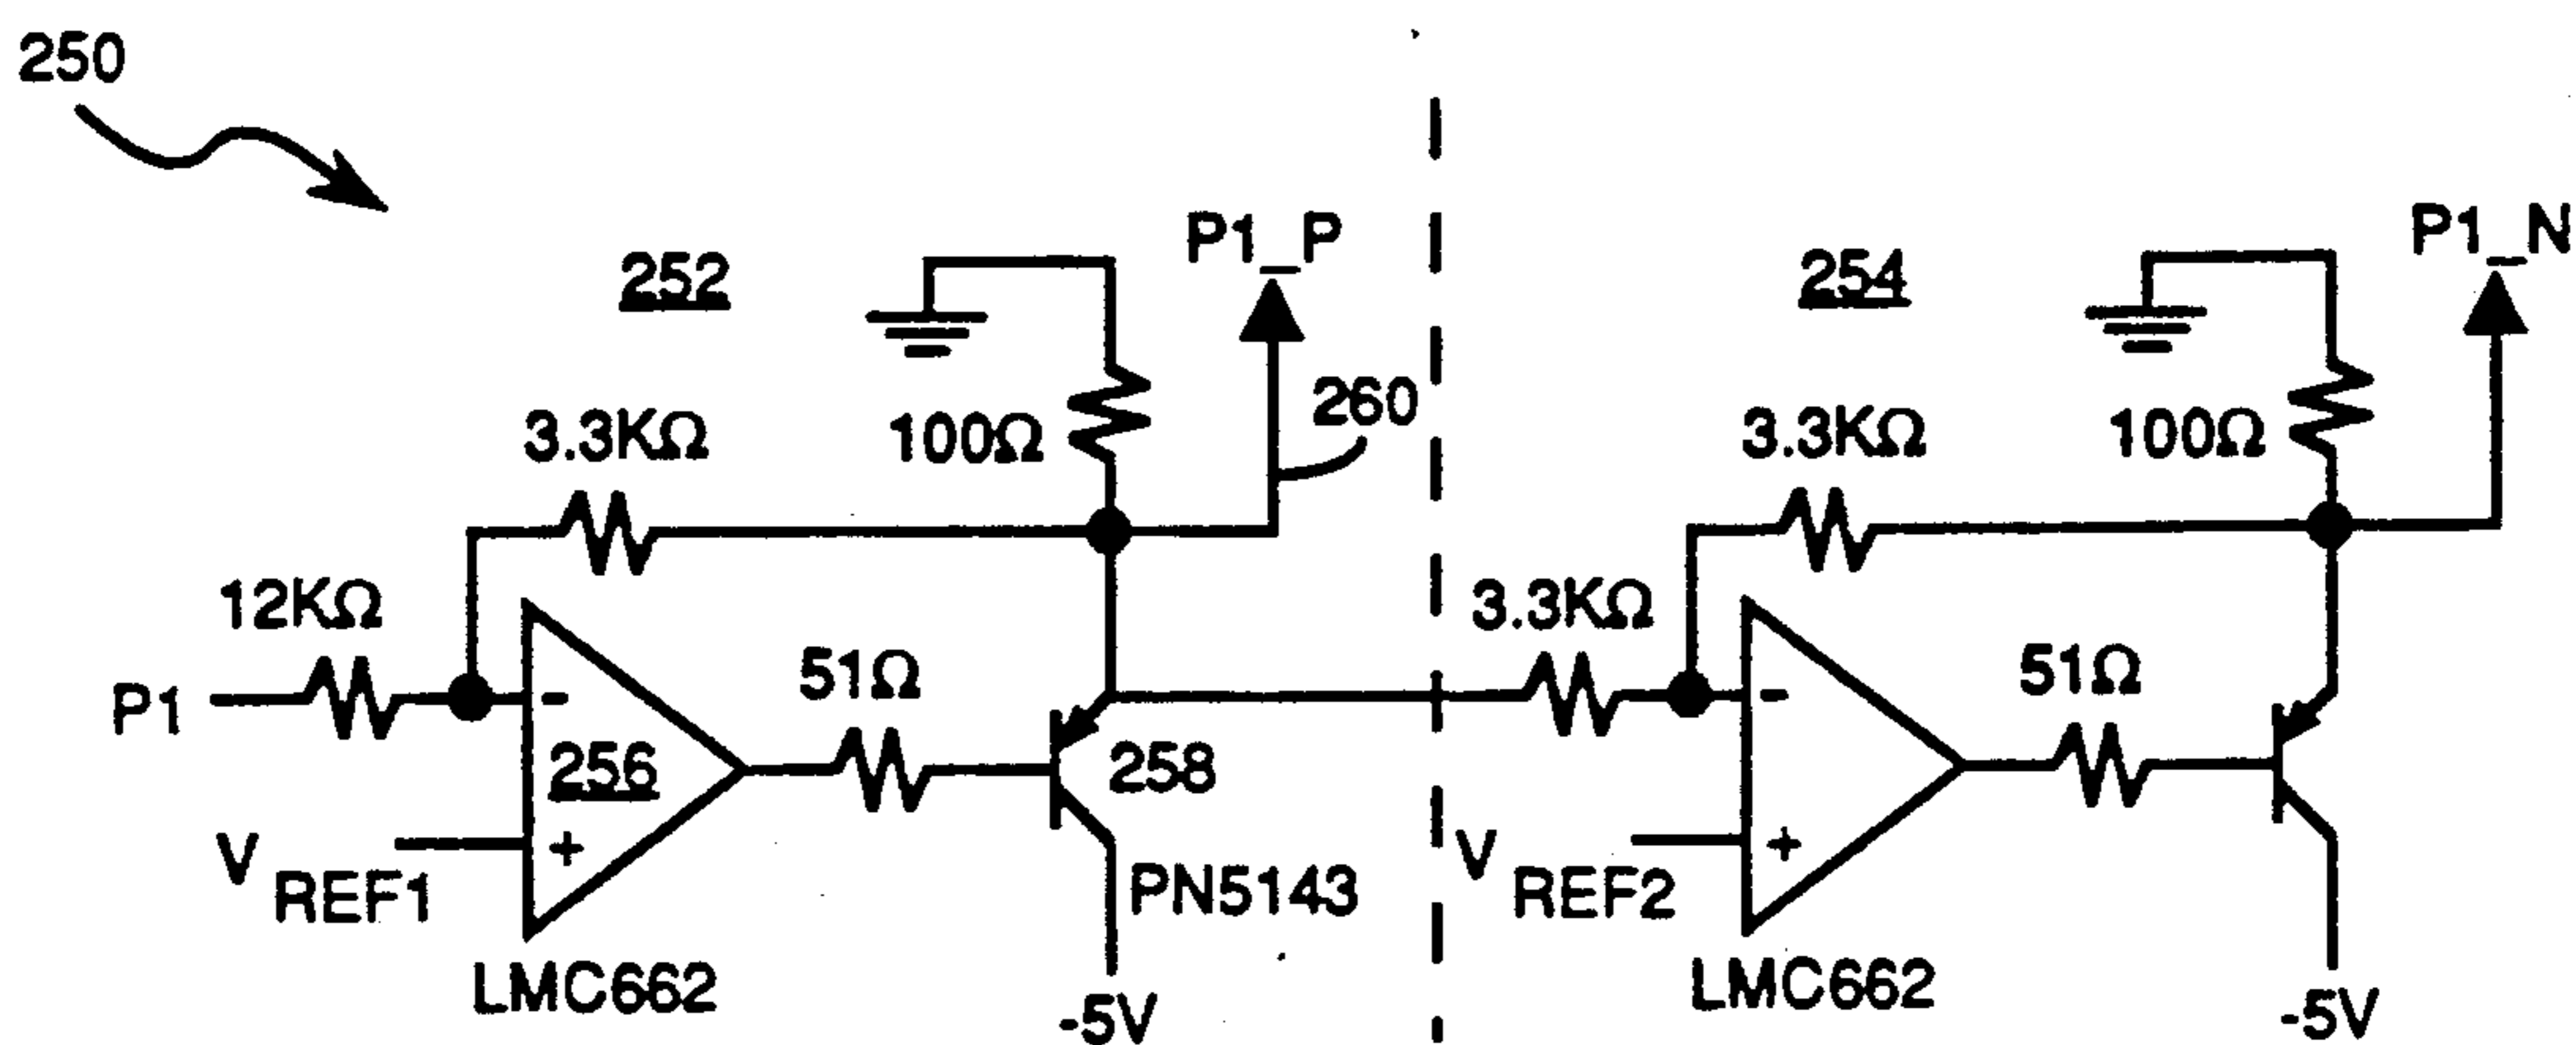 250
252
P1_P
254
P1_N
3.3KΩ
100Ω
260
3.3KΩ
100Ω
12KΩ
51Ω
3.3KΩ
51Ω
P1
-
256
258
-
V REF1
+
PN5143
V REF2
+
LMC662
-5V
LMC662
-5V